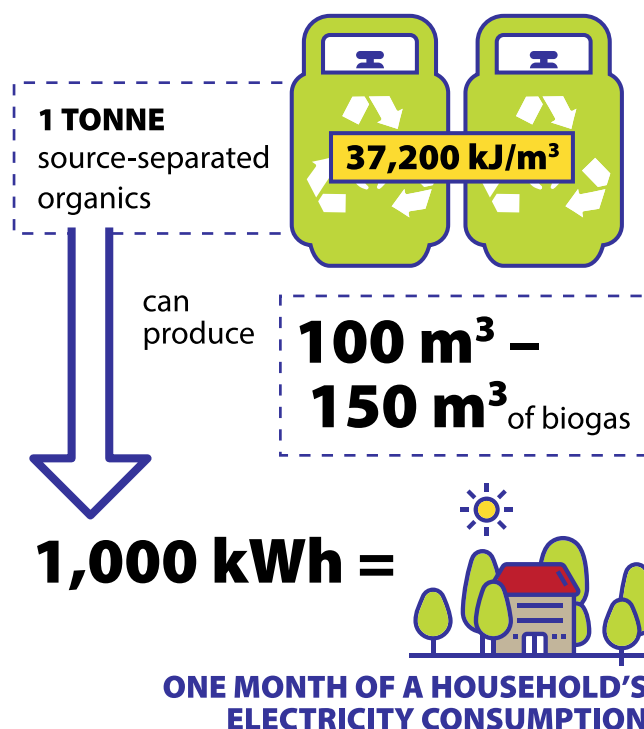 1 TONNE
source-separated
organics
37,200 kJ/m³
can
produce
100 m³ –
150 m³ of biogas
1,000 kWh =
ONE MONTH OF A HOUSEHOLD'S
ELECTRICITY CONSUMPTION